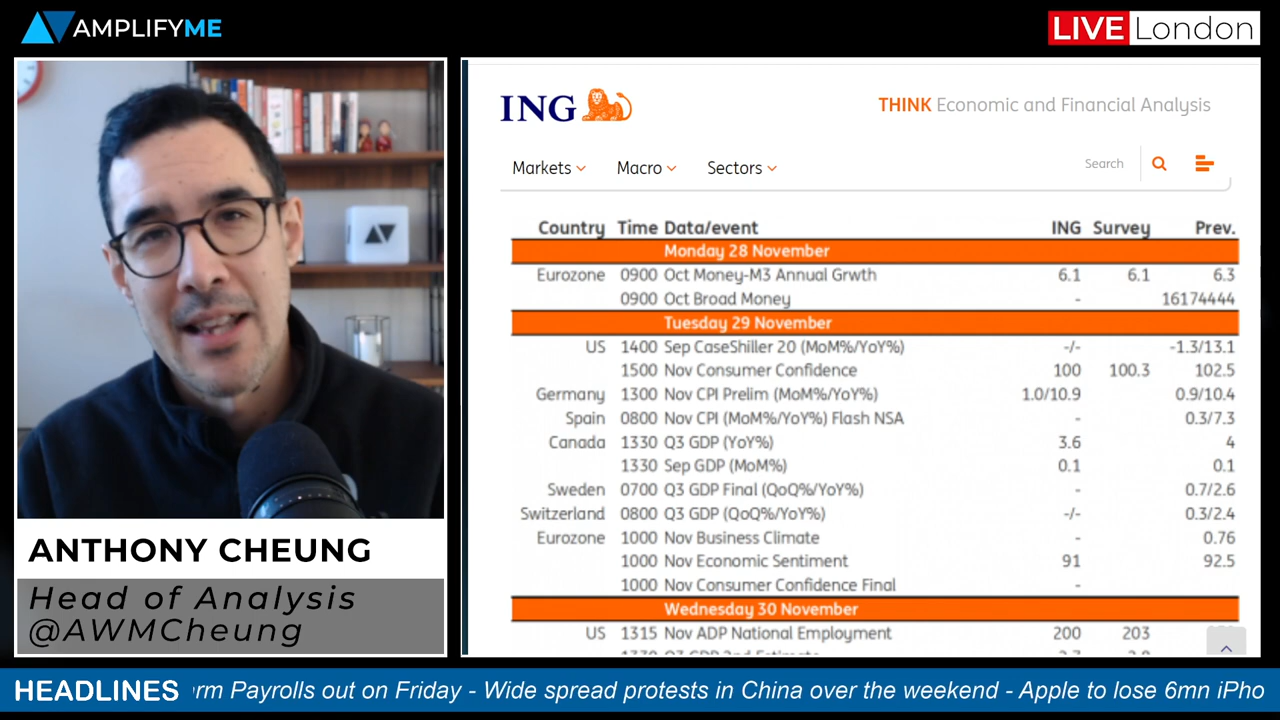 AMPLIFYME
LIVE London
ING
THINK Economic and Financial Analysis
Markets Macro Sectors Search
Country Time Data/event ING Survey Prev.
Monday 28 November
Eurozone 0900 Oct Money-M3 Annual Grwth 6.1 6.1 6.3
0900 Oct Broad Money - 16174444
Tuesday 29 November
US 1400 Sep CaseShiller 20 (MoM%/YoY%) -/- -1.3/13.1
1500 Nov Consumer Confidence 100 100.3 102.5
Germany 1300 Nov CPI Prelim (MoM%/YoY%) 1.0/10.9 0.9/10.4
Spain 0800 Nov CPI (MoM%/YoY%) Flash NSA - 0.3/7.3
Canada 1330 Q3 GDP (YoY%) 3.6 4
1330 Sep GDP (MoM%) 0.1 0.1
Sweden 0700 Q3 GDP Final (QoQ%/YoY%) - 0.7/2.6
Switzerland 0800 Q3 GDP (QoQ%/YoY%) -/- 0.3/2.4
Eurozone 1000 Nov Business Climate - 0.76
1000 Nov Economic Sentiment 91 92.5
1000 Nov Consumer Confidence Final -
Wednesday 30 November
US 1315 Nov ADP National Employment 200 203
ANTHONY CHEUNG
Head of Analysis
@AWMCheung
HEADLINES rm Payrolls out on Friday - Wide spread protests in China over the weekend - Apple to lose 6mn iPho